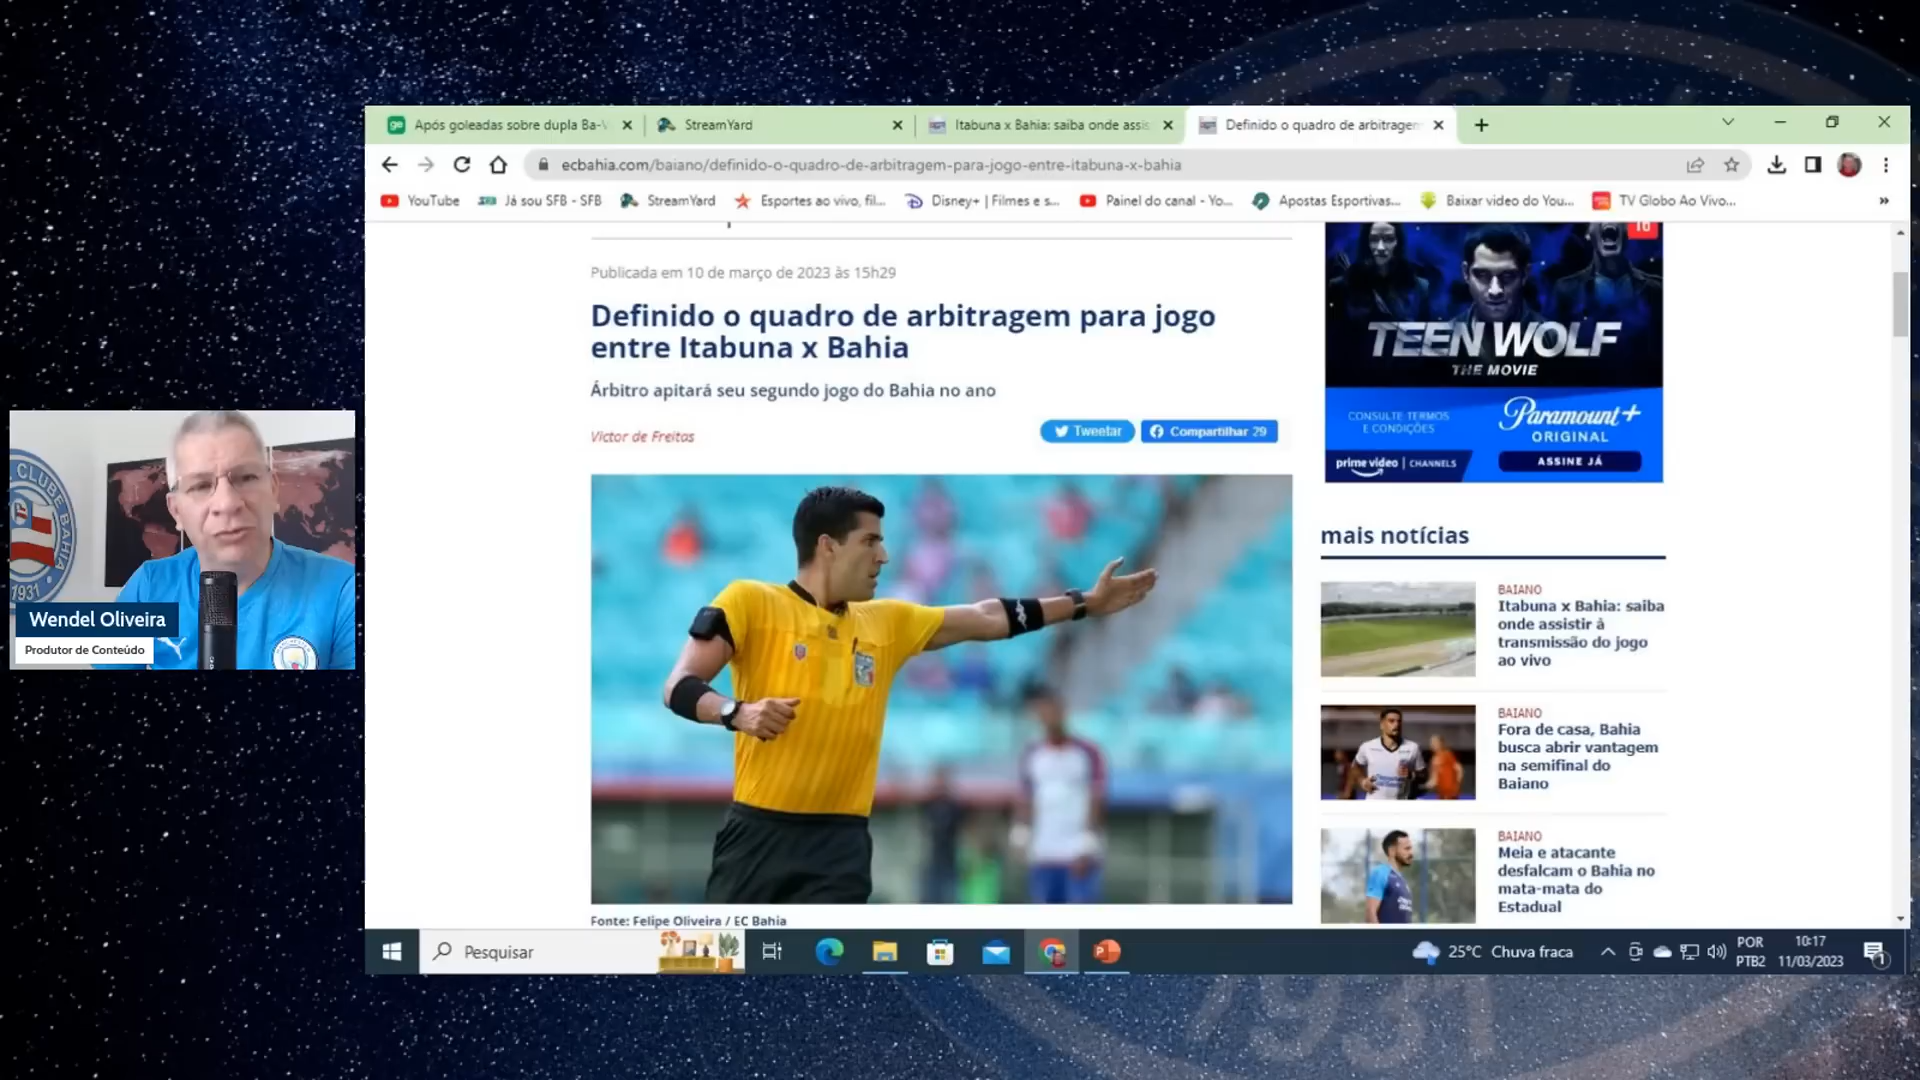 Após goleadas sobre dupla Ba-V
StreamYard
Itabuna x Bahia: saiba onde assis
Definido o quadro de arbitragem
ecbahia.com/baiano/definido-o-quadro-de-arbitragem-para-jogo-entre-itabuna-x-bahia
YouTube
Já sou SFB - SFB
StreamYard
Esportes ao vivo, fil...
Disney+ | Filmes e s...
Painel do canal - Yo...
Apostas Esportivas...
Baixar video do You...
TV Globo Ao Vivo...
»
Publicada em 10 de março de 2023 às 15h29
Definido o quadro de arbitragem para jogo
entre Itabuna x Bahia
Árbitro apitará seu segundo jogo do Bahia no ano
Victor de Freitas
Tweetar
Compartilhar 29
Fonte: Felipe Oliveira / EC Bahia
16
TEEN WOLF
THE MOVIE
CONSULTE TERMOS
E CONDIÇÕES
Paramount+
ORIGINAL
prime video | CHANNELS
ASSINE JÁ
mais notícias
BAIANO
Itabuna x Bahia: saiba
onde assistir à
transmissão do jogo
ao vivo
BAIANO
Fora de casa, Bahia
busca abrir vantagem
na semifinal do
Baiano
BAIANO
Meia e atacante
desfalcam o Bahia no
mata-mata do
Estadual
CLUBE BAHIA
1931
Wendel Oliveira
Produtor de Conteúdo
Pesquisar
25°C Chuva fraca
POR
PTB2
10:17
11/03/2023
1
1931